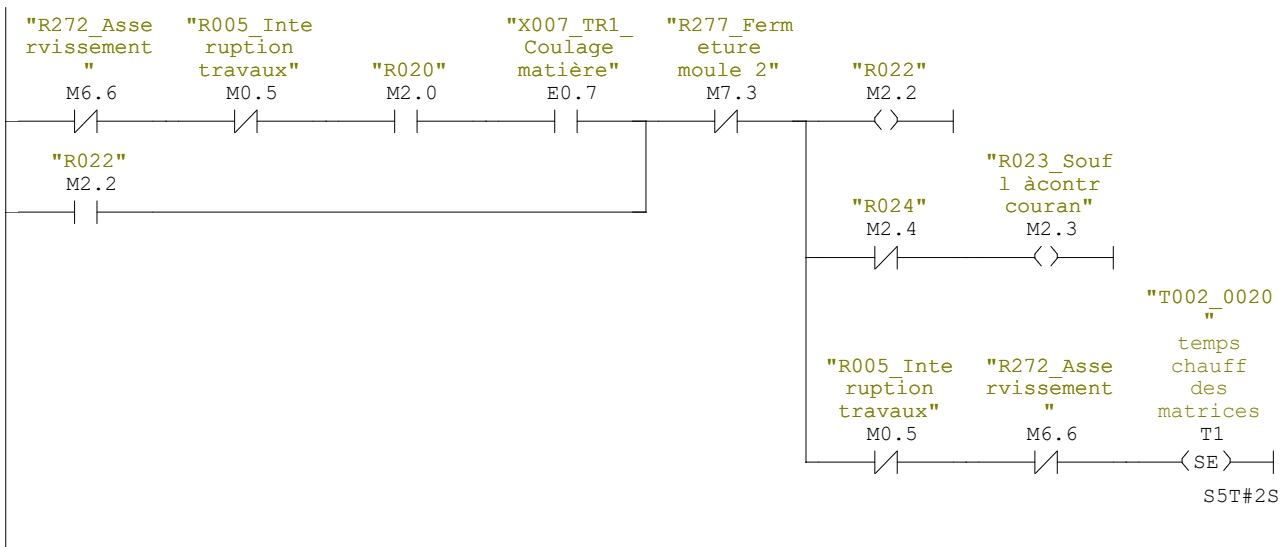 "R272_Asse "R005_Inte "X007_TR1_ "R277_Ferm
rvissement ruption Coulage eture
" travaux" "R020" matière" moule 2" "R022"
M6.6 M0.5 M2.0 E0.7 M7.3 M2.2
"R022"
M2.2
"R023_Souf
l àcontr
"R024" couran"
M2.4 M2.3
"T002_0020
"
temps
"R005_Inte "R272_Asse chauff
ruption rvissement des
travaux" " matrices
M0.5 M6.6 T1
SE
S5T#2S